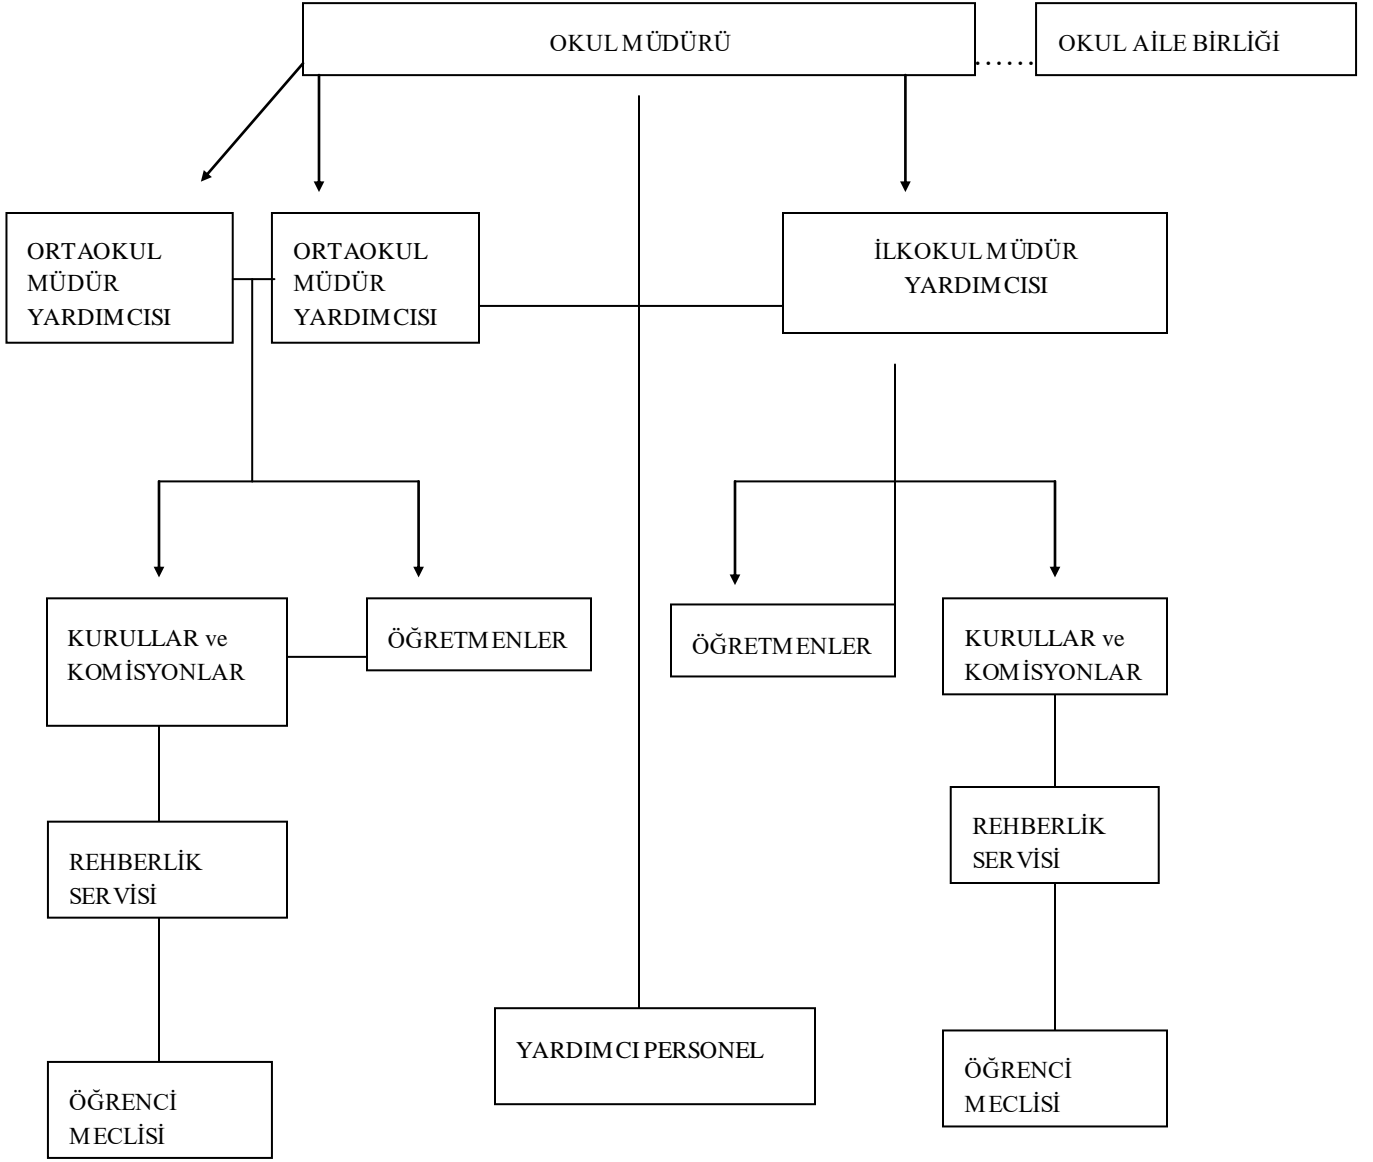 OKUL MÜDÜRÜ
OKUL AİLE BİRLİĞİ
......
ORTAOKUL
MÜDÜR
YARDIMCISI
ORTAOKUL
MÜDÜR
YARDIMCISI
İLKOKUL MÜDÜR
YARDIMCISI
KURULLAR ve
KOMİSYONLAR
ÖĞRETMENLER
ÖĞRETMENLER
KURULLAR ve
KOMİSYONLAR
REHBERLİK
SERVİSİ
REHBERLİK
SERVİSİ
YARDIMCI PERSONEL
ÖĞRENCİ
MECLİSİ
ÖĞRENCİ
MECLİSİ